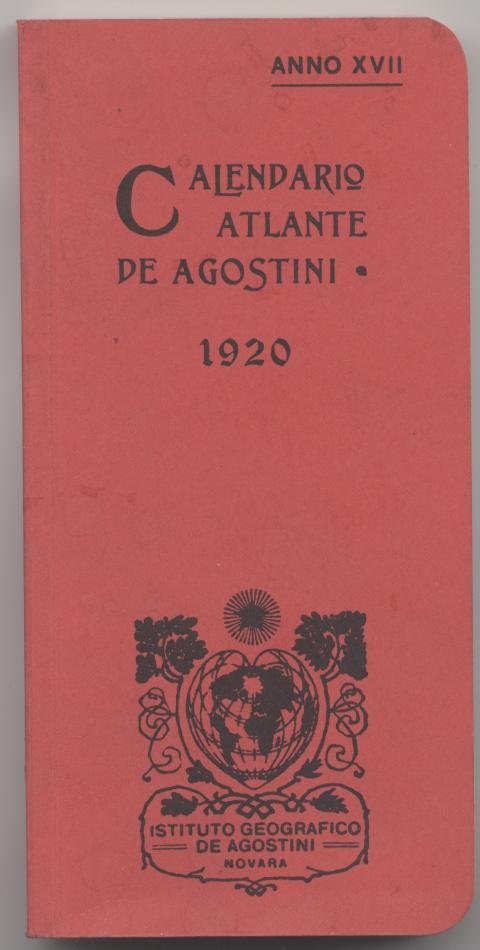 ANNO XVII
CALENDARIO
ATLANTE
DE AGOSTINI •
1920
ISTITUTO GEOGRAFICO
DE AGOSTINI
NOVARA